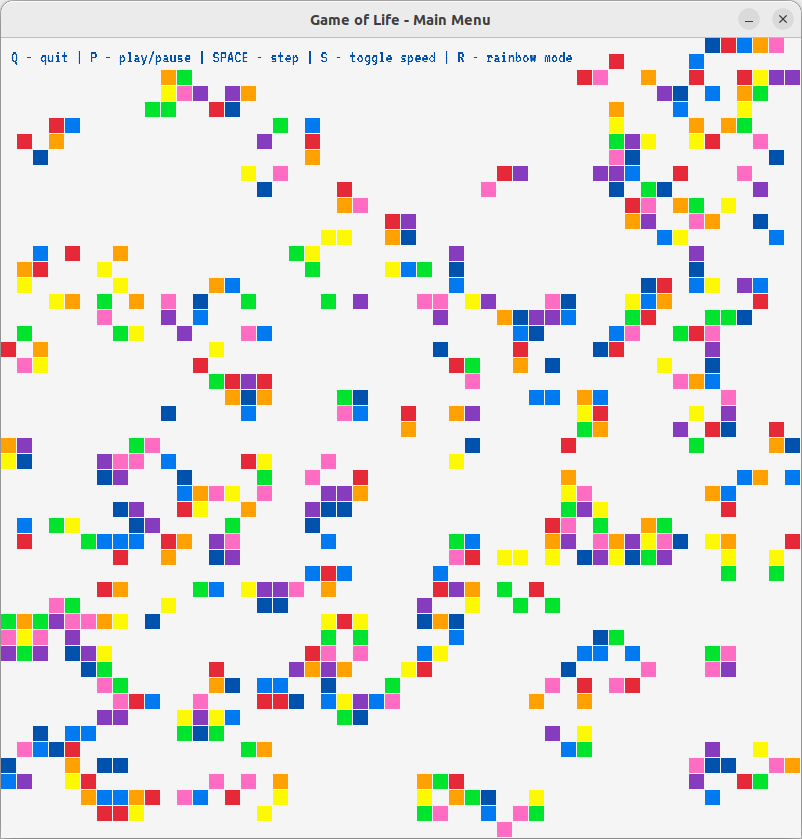 Game of Life - Main Menu
Q - quit | P - play/pause | SPACE - step | S - toggle speed | R - rainbow mode